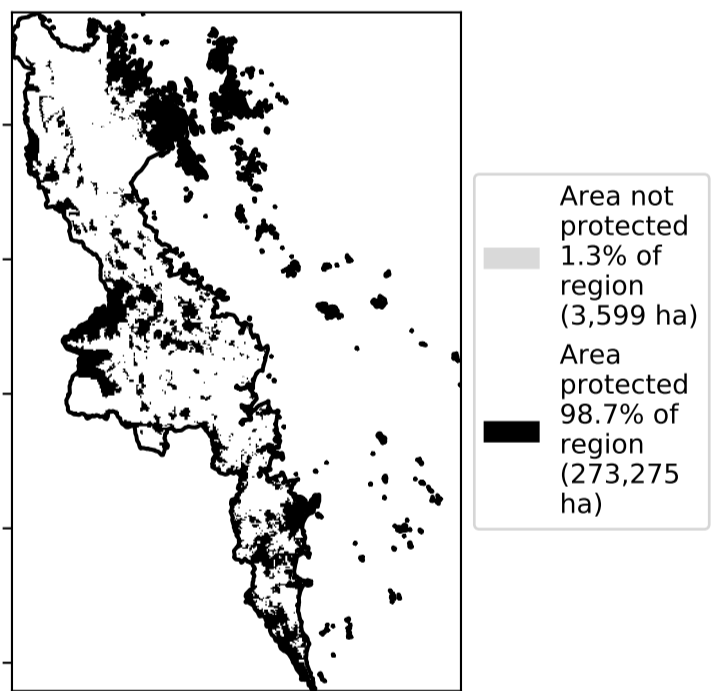 Area not
protected
1.3% of
region
(3,599 ha)
Area
protected
98.7% of
region
(273,275
ha)